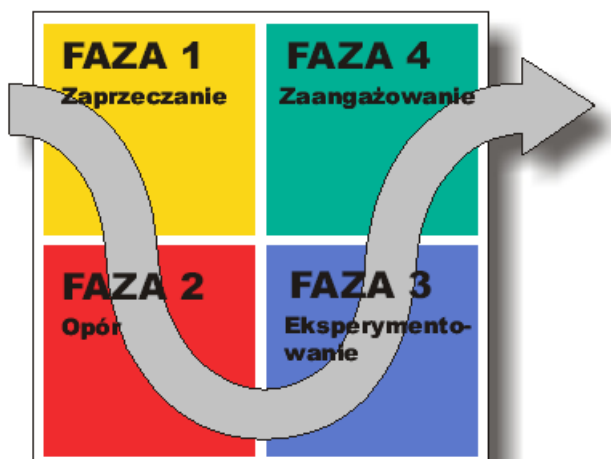 FAZA 1
Zaprzeczanie
FAZA 4
Zaangażowanie
FAZA 2
Opór
FAZA 3
Eksperymento-
wanie